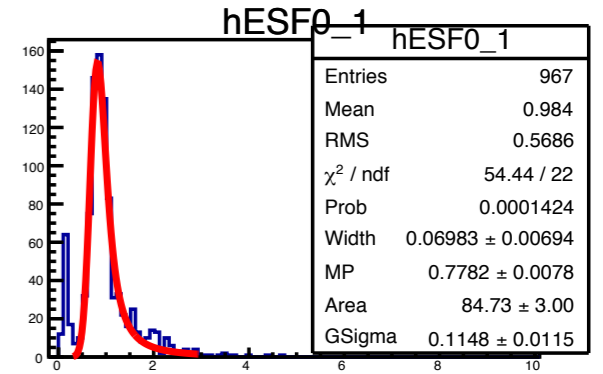 hESF0_1
hESF0_1
Entries 967
Mean 0.984
RMS 0.5686
χ² / ndf 54.44 / 22
Prob 0.0001424
Width 0.06983 ± 0.00694
MP 0.7782 ± 0.0078
Area 84.73 ± 3.00
GSigma 0.1148 ± 0.0115
160
140
120
100
80
60
40
20
0
0 2 4 6 8 10